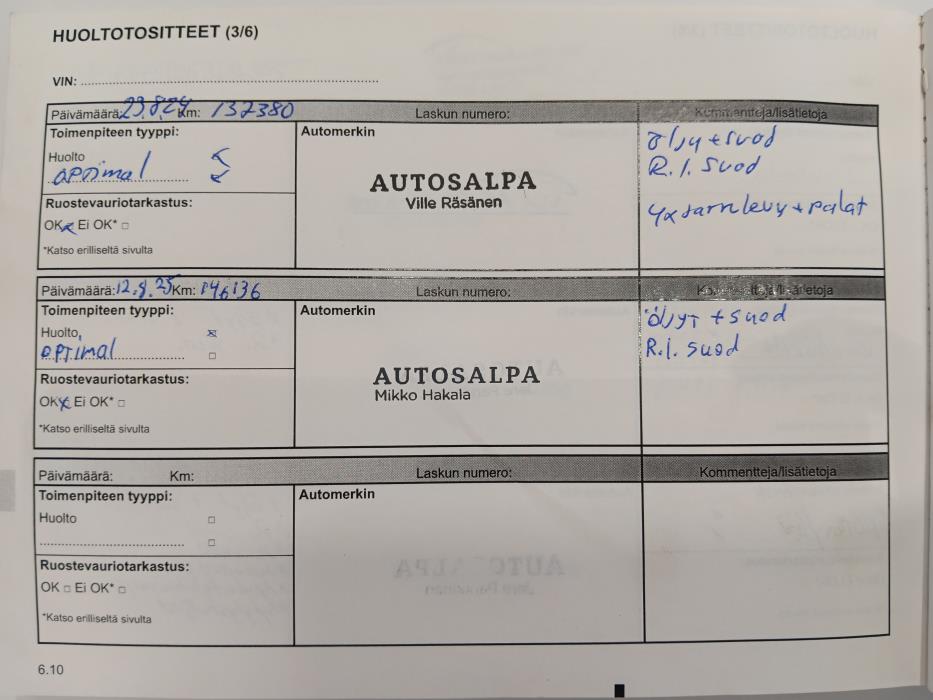 HUOLTOTOSITTEET (3/6)
VIN:
Päivämäärä: 23.8.24 Km: 132380 Laskun numero: Kommentteja/lisätietoja
Toimenpiteen tyyppi:
Huolto
OPTimal
Ruostevauriotarkastus:
OK Ei OK* □
*Katso erilliseltä sivulta
Automerkin
AUTOSALPA
Ville Räsänen
öljy + suod
R.i. suod
4x jarrulevy + palat
Päivämäärä: 12.8.25 Km: 146136 Laskun numero: Kommentteja/lisätietoja
Toimenpiteen tyyppi:
Huolto,
OPTimal □
Ruostevauriotarkastus:
OK Ei OK* □
*Katso erilliseltä sivulta
Automerkin
AUTOSALPA
Mikko Hakala
öljyt + suod
R.i. suod
Päivämäärä: Km: Laskun numero: Kommentteja/lisätietoja
Toimenpiteen tyyppi:
Huolto □
□
Ruostevauriotarkastus:
OK □ Ei OK* □
*Katso erilliseltä sivulta
Automerkin
6.10